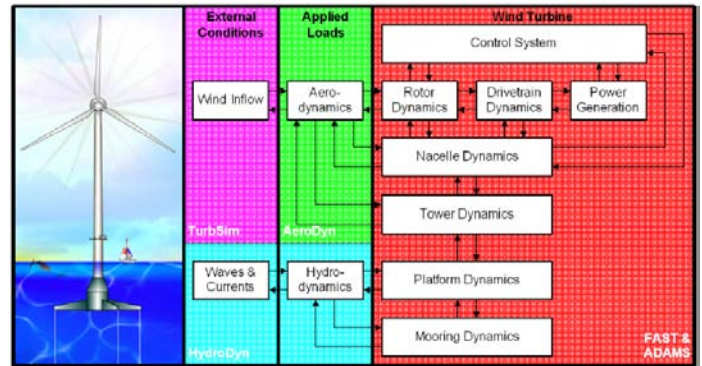 External
Conditions
Applied
Loads
Wind Turbine
Control System
Wind Inflow
Aero-
dynamics
Rotor
Dynamics
Drivetrain
Dynamics
Power
Generation
Nacelle Dynamics
Tower Dynamics
TurbSim
AeroDyn
Waves &
Currents
Hydro-
dynamics
Platform Dynamics
Mooring Dynamics
HydroDyn
FAST &
ADAMS